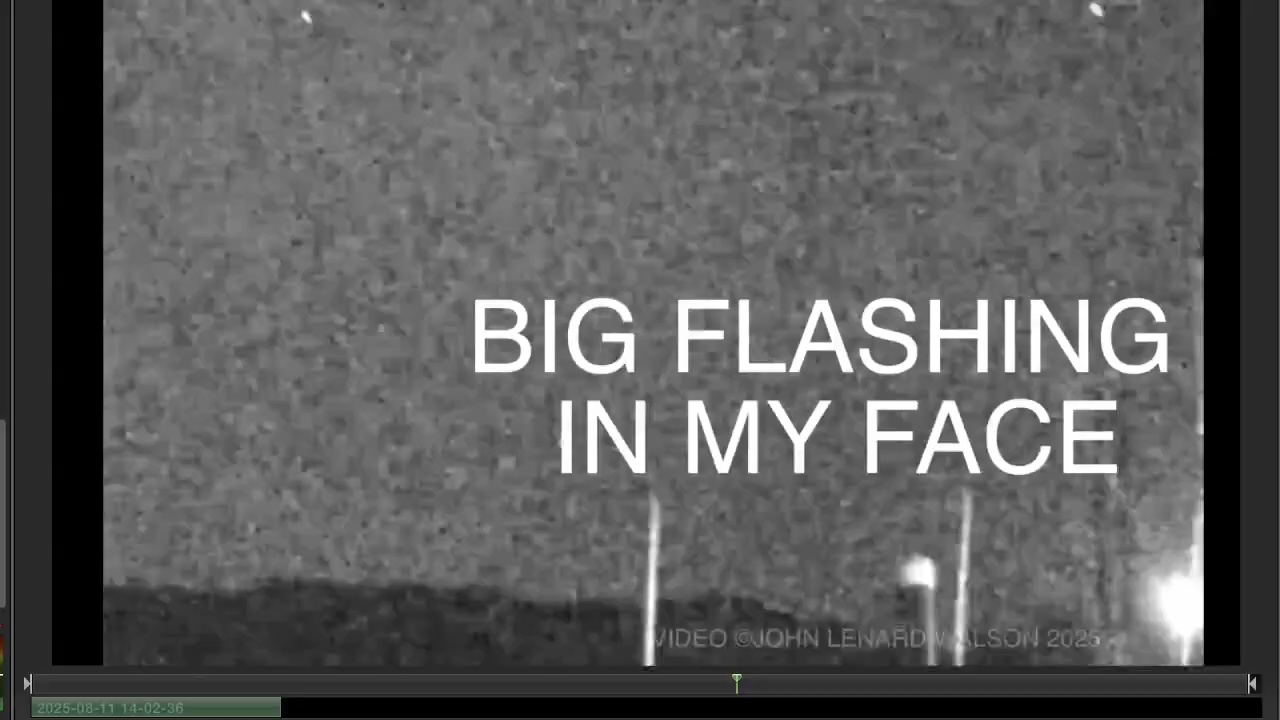 BIG FLASHING
IN MY FACE
VIDEO ©JOHN LENARD WALSON 2025
2025-08-11 14-02-36